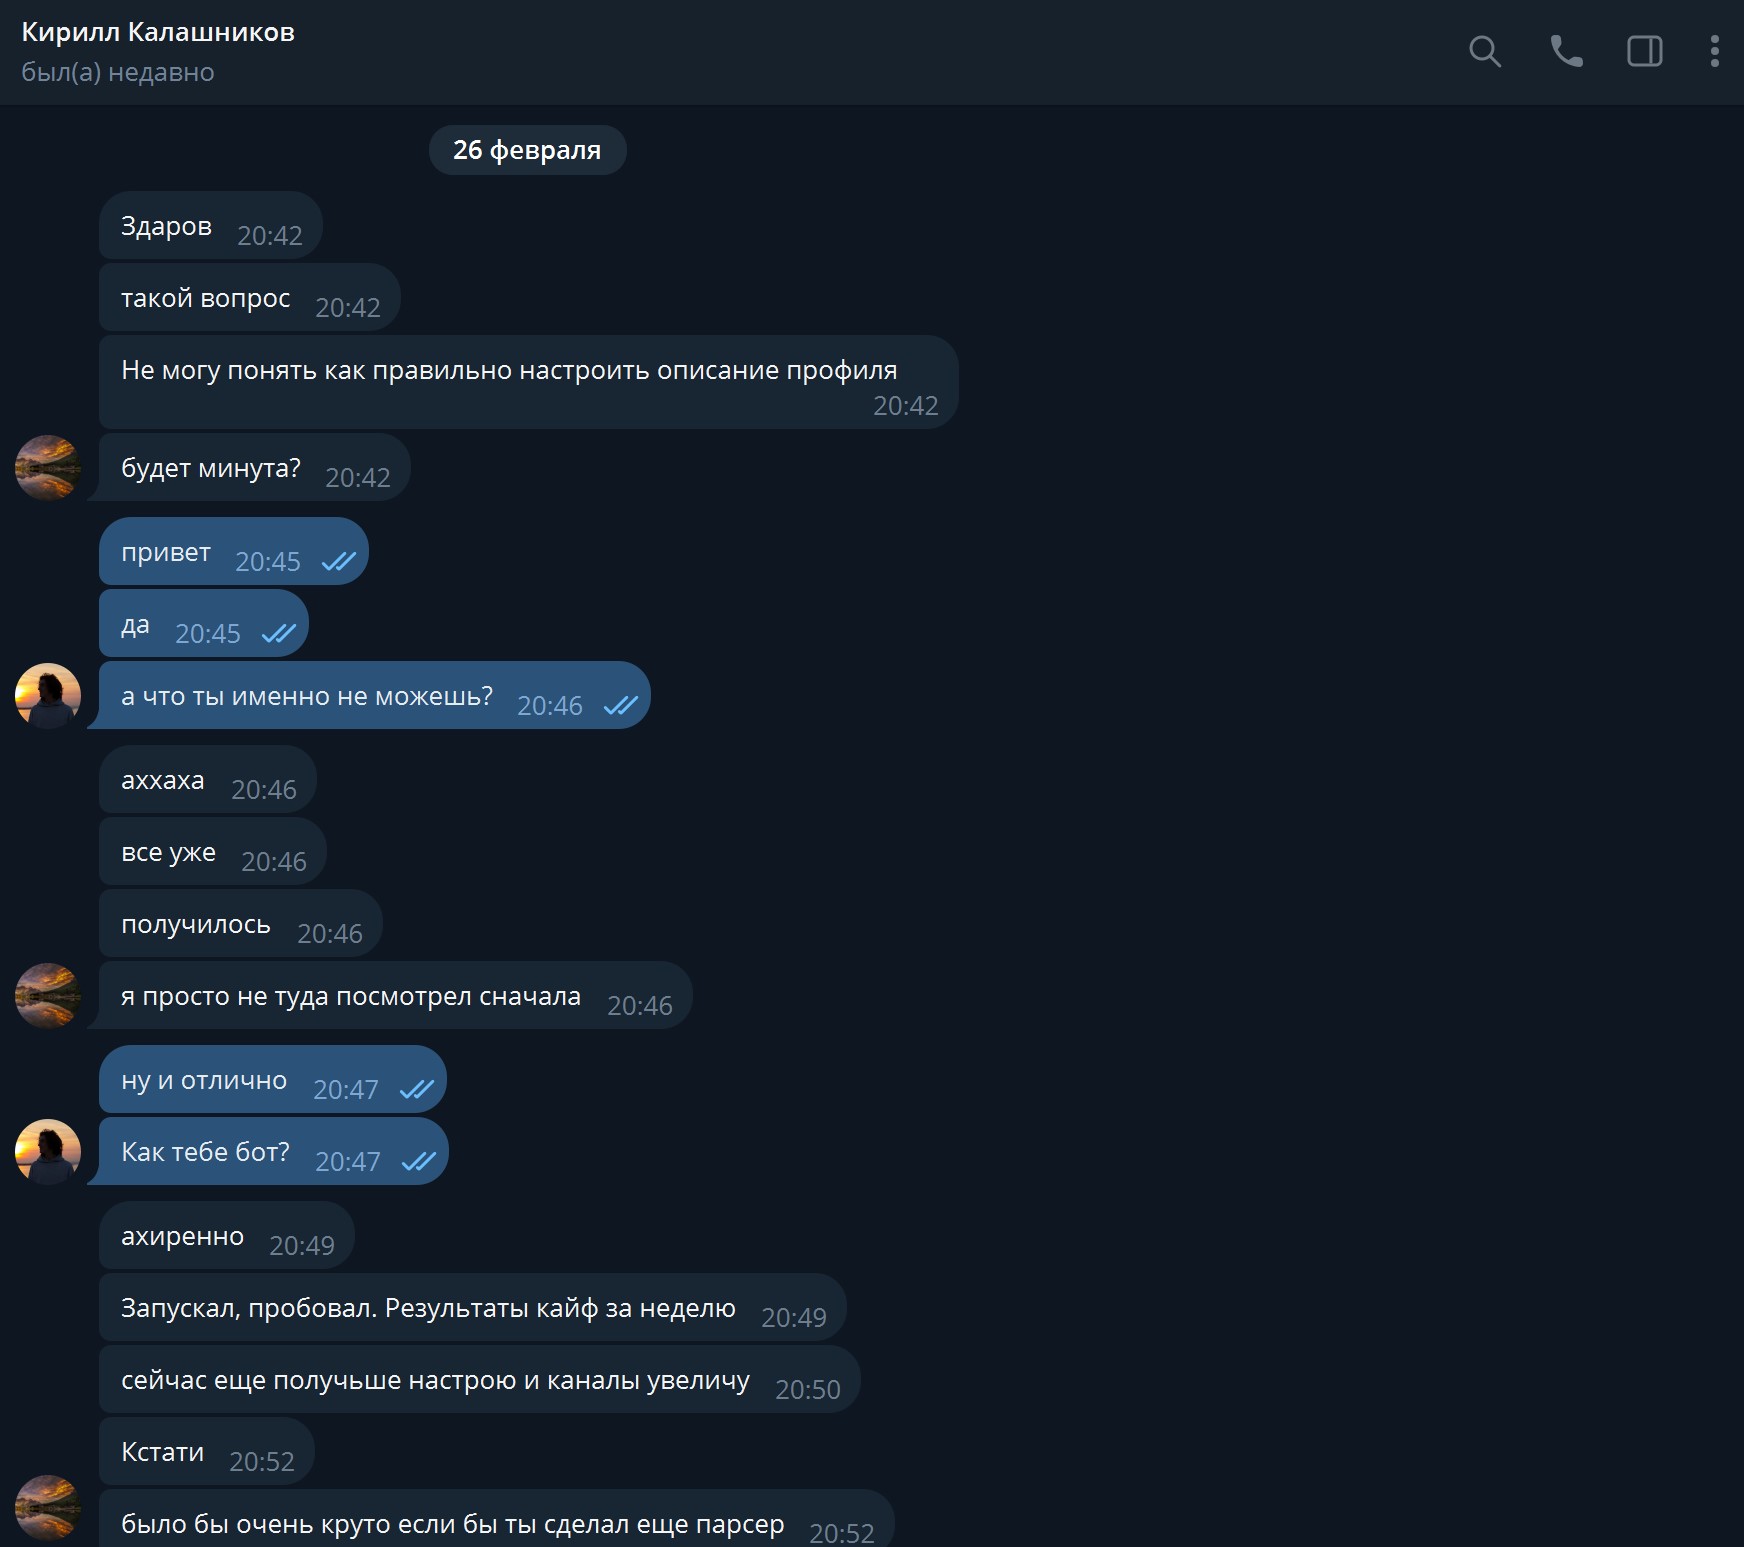 Кирилл Калашников
был(а) недавно
26 февраля
Здаров 20:42
такой вопрос 20:42
Не могу понять как правильно настроить описание профиля
20:42
будет минута? 20:42
привет 20:45
да 20:45
а что ты именно не можешь? 20:46
аххаха 20:46
все уже 20:46
получилось 20:46
я просто не туда посмотрел сначала 20:46
ну и отлично 20:47
Как тебе бот? 20:47
ахиренно 20:49
Запускал, пробовал. Результаты кайф за неделю 20:49
сейчас еще получьше настрою и каналы увеличу 20:50
Кстати 20:52
было бы очень круто если бы ты сделал еще парсер 20:52